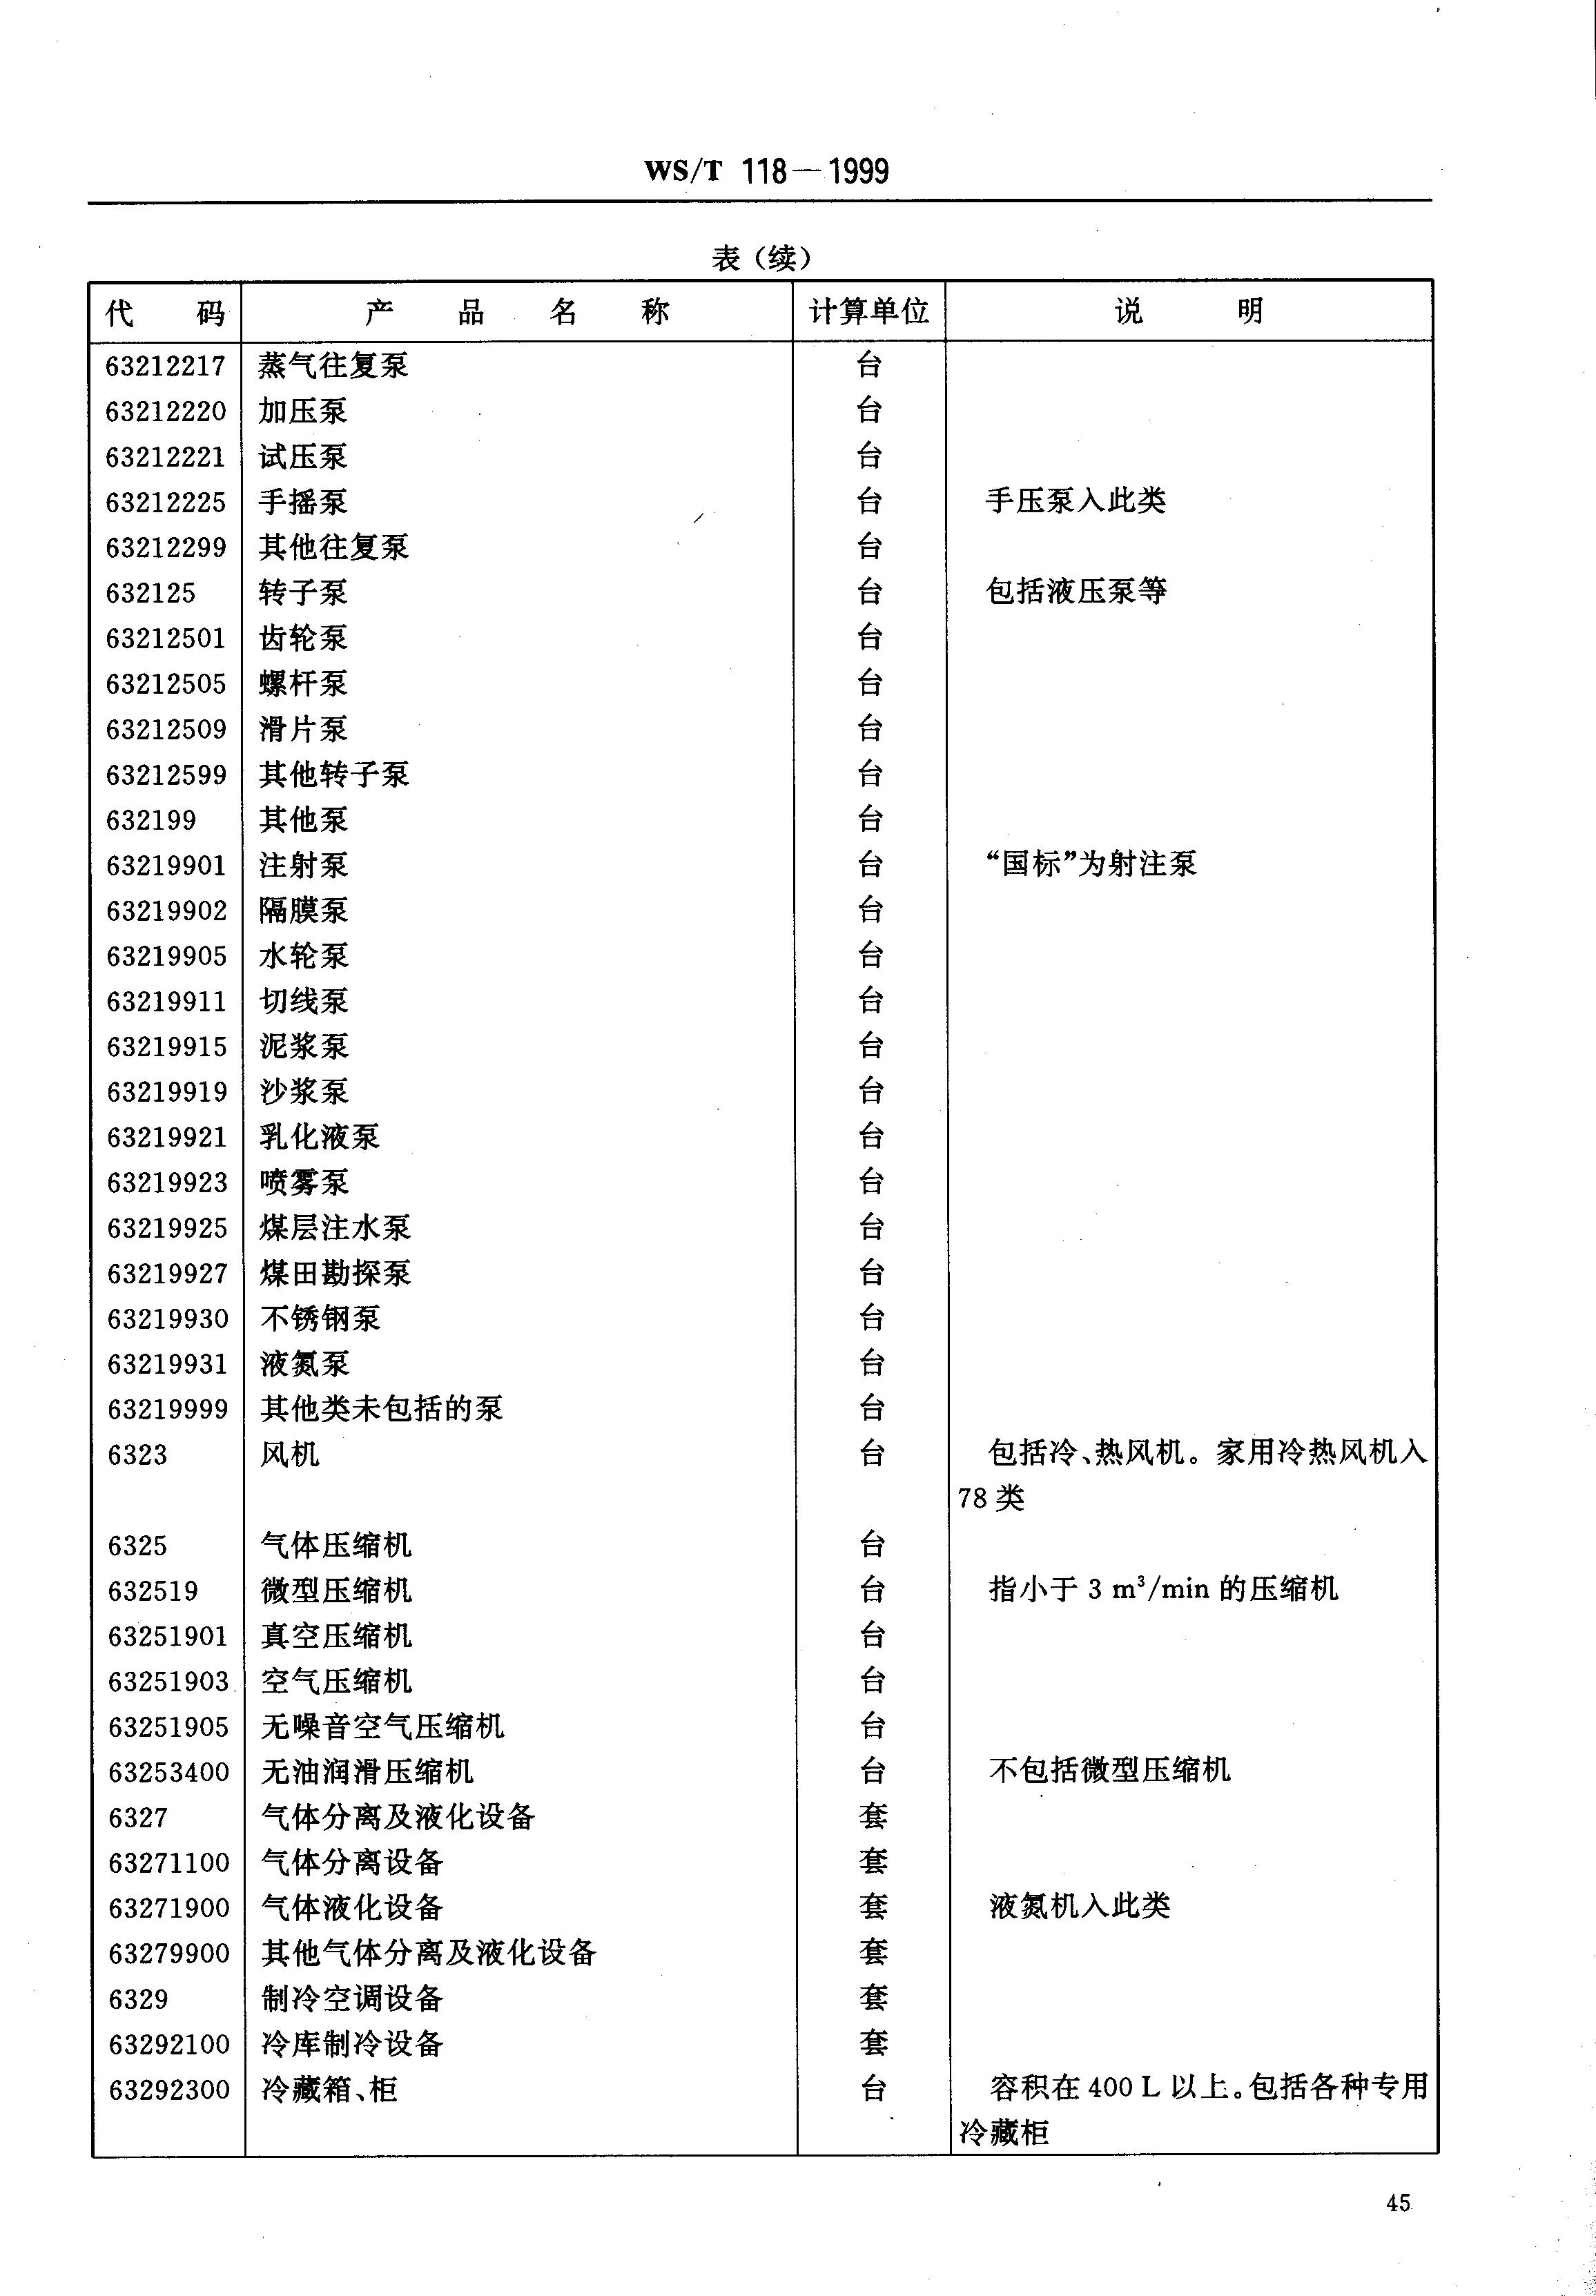 WS/T 118—1999
表（续）
代 码 产 品 名 称 计算单位 说 明
63212217 蒸气往复泵 台
63212220 加压泵 台
63212221 试压泵 台
63212225 手摇泵 台 手压泵入此类
63212299 其他往复泵 台
632125 转子泵 台 包括液压泵等
63212501 齿轮泵 台
63212505 螺杆泵 台
63212509 滑片泵 台
63212599 其他转子泵 台
632199 其他泵 台
63219901 注射泵 台 “国标”为射注泵
63219902 隔膜泵 台
63219905 水轮泵 台
63219911 切线泵 台
63219915 泥浆泵 台
63219919 沙浆泵 台
63219921 乳化液泵 台
63219923 喷雾泵 台
63219925 煤层注水泵 台
63219927 煤田勘探泵 台
63219930 不锈钢泵 台
63219931 液氮泵 台
63219999 其他类未包括的泵 台
6323 风机 台 包括冷、热风机。家用冷热风机入
78 类
6325 气体压缩机 台
632519 微型压缩机 台 指小于 3 m³/min 的压缩机
63251901 真空压缩机 台
63251903 空气压缩机 台
63251905 无噪音空气压缩机 台
63253400 无油润滑压缩机 台 不包括微型压缩机
6327 气体分离及液化设备 套
63271100 气体分离设备 套
63271900 气体液化设备 套 液氮机入此类
63279900 其他气体分离及液化设备 套
6329 制冷空调设备 套
63292100 冷库制冷设备 套
63292300 冷藏箱、柜 台 容积在 400 L 以上。包括各种专用
冷藏柜
45